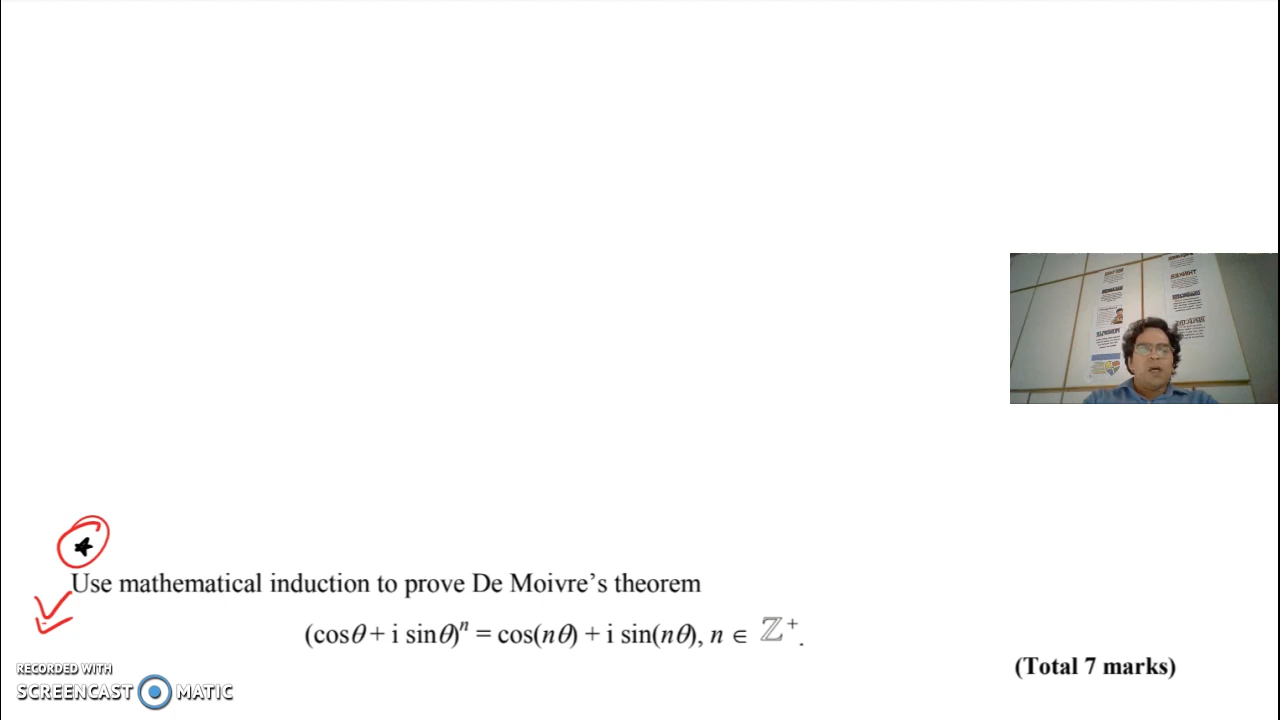 Use mathematical induction to prove De Moivre's theorem
(cosθ + i sinθ)ⁿ = cos(nθ) + i sin(nθ), n ∈ ℤ⁺.
(Total 7 marks)
RECORDED WITH
SCREENCAST MATIC